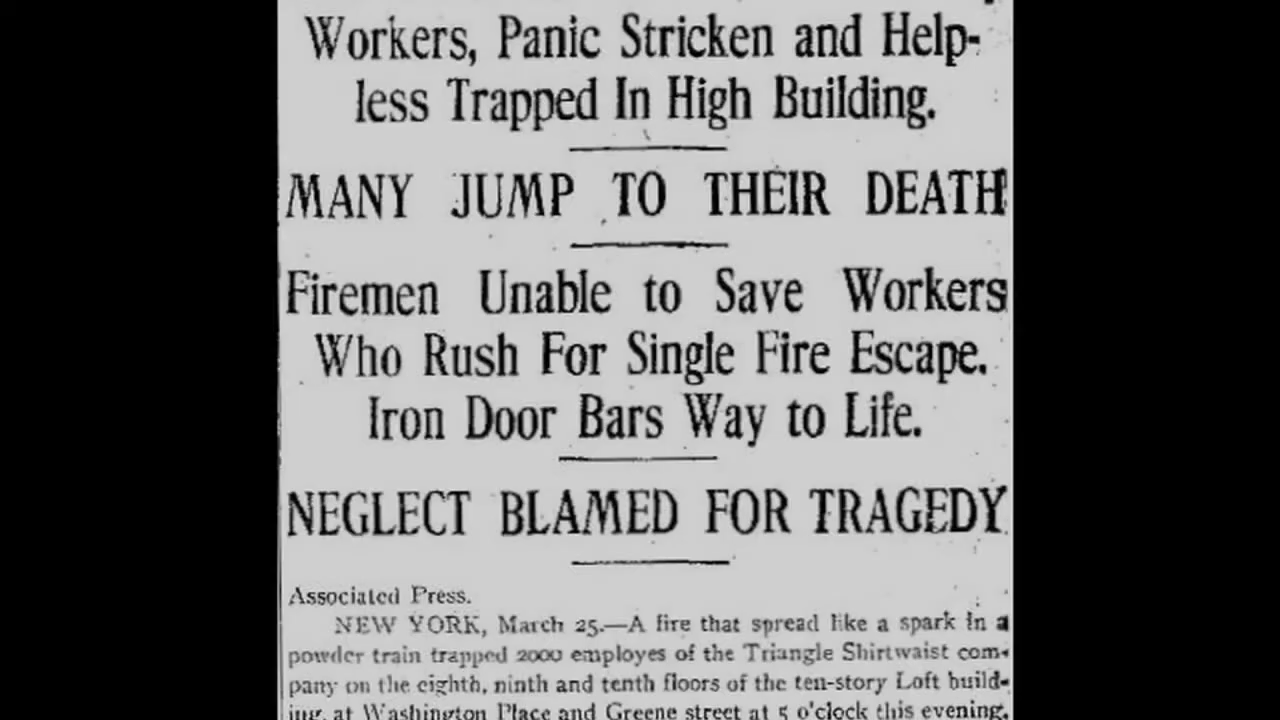 Workers, Panic Stricken and Help-
less Trapped In High Building.
MANY JUMP TO THEIR DEATH
Firemen Unable to Save Workers
Who Rush For Single Fire Escape.
Iron Door Bars Way to Life.
NEGLECT BLAMED FOR TRAGEDY
Associated Press.
NEW YORK, March 25.—A fire that spread like a spark in a
powder train trapped 2000 employes of the Triangle Shirtwaist com-
pany on the eighth, ninth and tenth floors of the ten-story Loft build-
ing, at Washington Place and Greene street at 5 o'clock this evening,